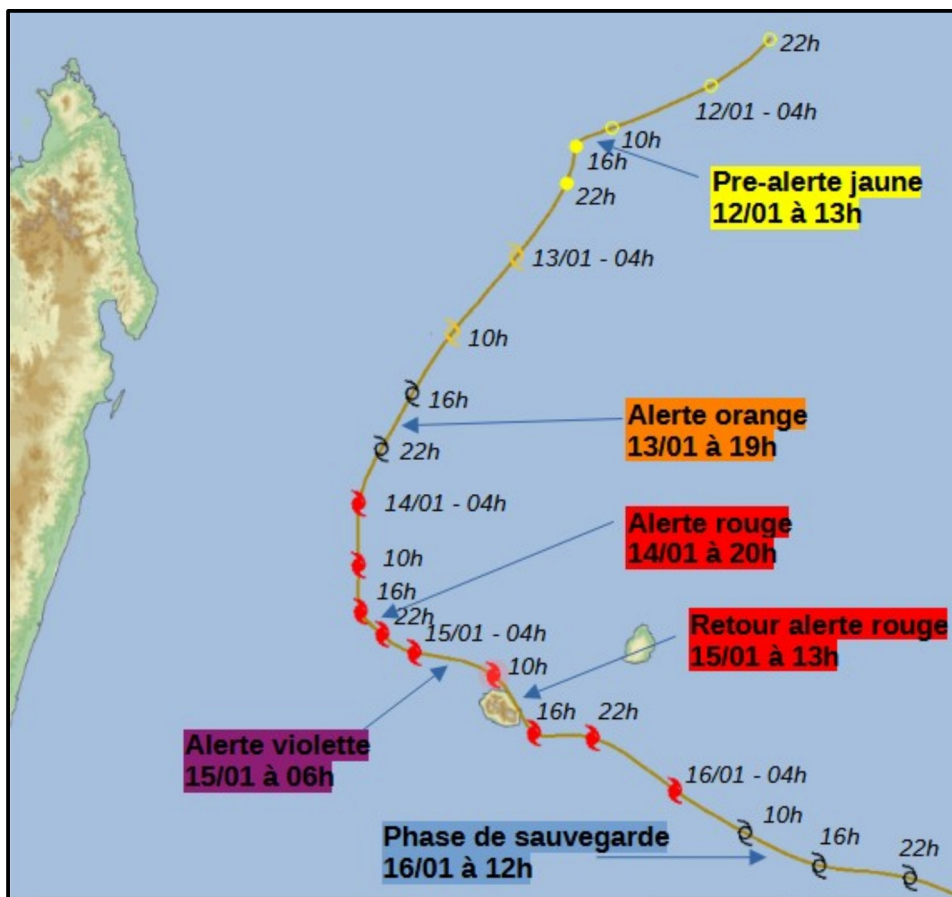 22h
12/01 - 04h
10h
16h
Pre-alerte jaune
12/01 à 13h
22h
13/01 - 04h
10h
16h
Alerte orange
13/01 à 19h
22h
14/01 - 04h
Alerte rouge
14/01 à 20h
10h
16h
22h
15/01 - 04h
Retour alerte rouge
15/01 à 13h
10h
16h
22h
Alerte violette
15/01 à 06h
16/01 - 04h
10h
Phase de sauvegarde
16/01 à 12h
16h
22h